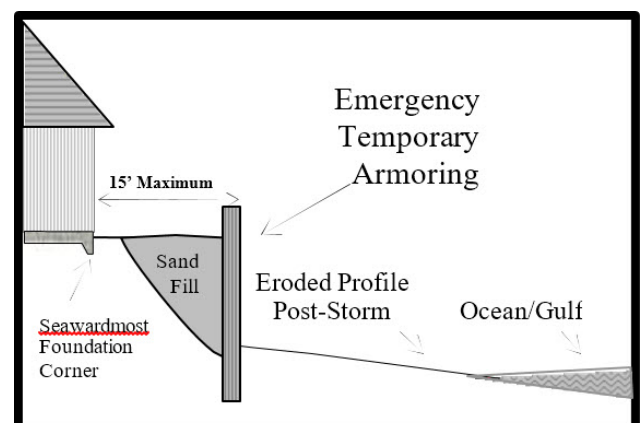 Emergency
Temporary
Armoring
15’ Maximum
Sand
Fill
Eroded Profile
Post-Storm
Ocean/Gulf
Seawardmost
Foundation
Corner